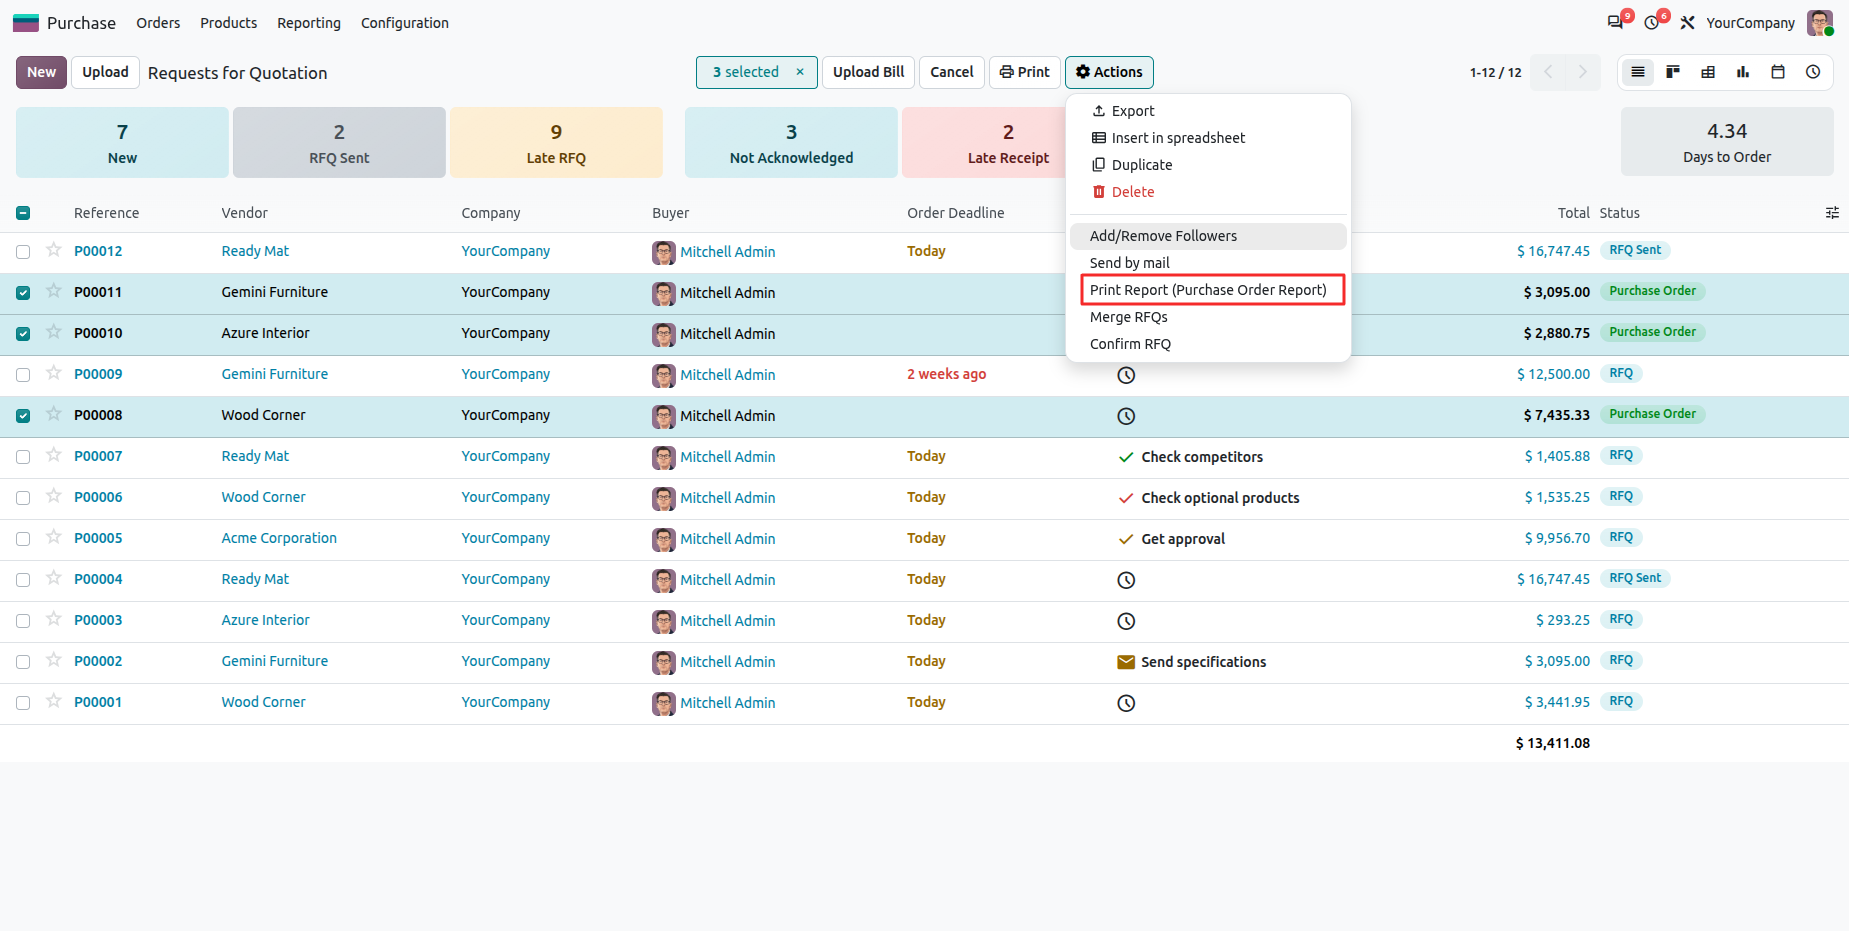 Purchase Orders Products Reporting Configuration 9 6 YourCompany
New Upload Requests for Quotation 3 selected × Upload Bill Cancel Print Actions 1-12 / 12
Export
Insert in spreadsheet
Duplicate
Delete
Add/Remove Followers
Send by mail
Print Report (Purchase Order Report)
Merge RFQs
Confirm RFQ
7 2 9 3 2 4.34
New RFQ Sent Late RFQ Not Acknowledged Late Receipt Days to Order
Reference Vendor Company Buyer Order Deadline Total Status
P00012 Ready Mat YourCompany Mitchell Admin Today $ 16,747.45 RFQ Sent
P00011 Gemini Furniture YourCompany Mitchell Admin $ 3,095.00 Purchase Order
P00010 Azure Interior YourCompany Mitchell Admin $ 2,880.75 Purchase Order
P00009 Gemini Furniture YourCompany Mitchell Admin 2 weeks ago $ 12,500.00 RFQ
P00008 Wood Corner YourCompany Mitchell Admin $ 7,435.33 Purchase Order
P00007 Ready Mat YourCompany Mitchell Admin Today Check competitors $ 1,405.88 RFQ
P00006 Wood Corner YourCompany Mitchell Admin Today Check optional products $ 1,535.25 RFQ
P00005 Acme Corporation YourCompany Mitchell Admin Today Get approval $ 9,956.70 RFQ
P00004 Ready Mat YourCompany Mitchell Admin Today $ 16,747.45 RFQ Sent
P00003 Azure Interior YourCompany Mitchell Admin Today $ 293.25 RFQ
P00002 Gemini Furniture YourCompany Mitchell Admin Today Send specifications $ 3,095.00 RFQ
P00001 Wood Corner YourCompany Mitchell Admin Today $ 3,441.95 RFQ
$ 13,411.08